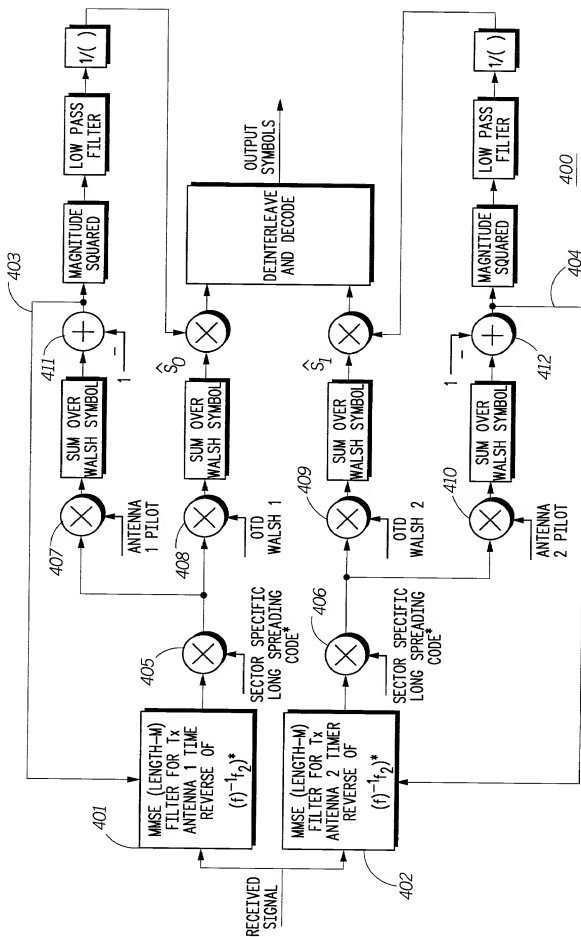 RECEIVED
SIGNAL
401
MMSE (LENGTH-M)
FILTER FOR Tx
ANTENNA 1 TIME
REVERSE OF
(f)⁻¹f₂)*
405
SECTOR SPECIFIC
LONG SPREADING
CODE*
407
ANTENNA
1 PILOT
SUM OVER
WALSH SYMBOL
411
+
1
−
403
MAGNITUDE
SQUARED
LOW PASS
FILTER
1/( )
408
OTD
WALSH 1
SUM OVER
WALSH SYMBOL
Ŝ0
DEINTERLEAVE
AND DECODE
OUTPUT
SYMBOLS
402
MMSE (LENGTH-M)
FILTER FOR Tx
ANTENNA 2 TIMER
REVERSE OF
(f)⁻¹f₂)*
406
SECTOR SPECIFIC
LONG SPREADING
CODE*
409
OTD
WALSH 2
SUM OVER
WALSH SYMBOL
Ŝ1
410
ANTENNA
2 PILOT
SUM OVER
WALSH SYMBOL
412
+
1
−
404
MAGNITUDE
SQUARED
LOW PASS
FILTER
1/( )
400